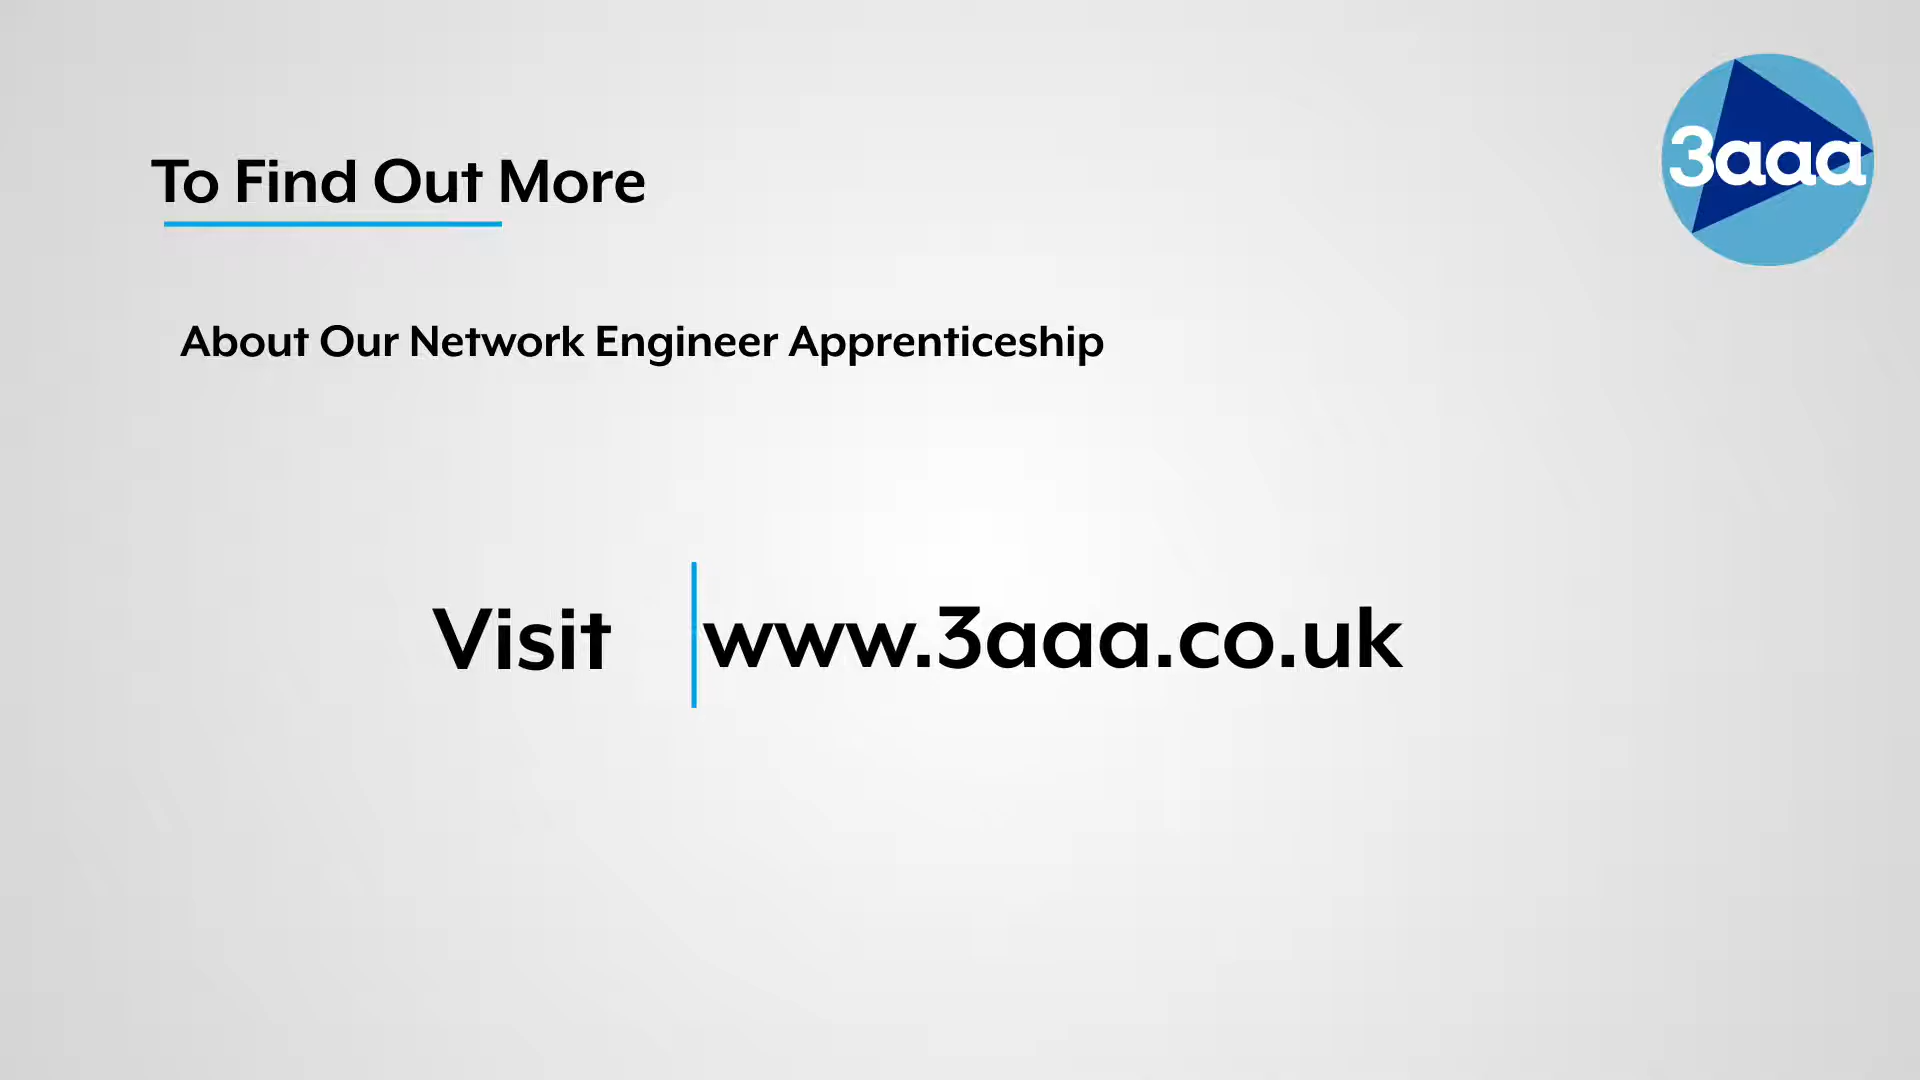 3aaa
To Find Out More
About Our Network Engineer Apprenticeship
Visit
www.3aaa.co.uk